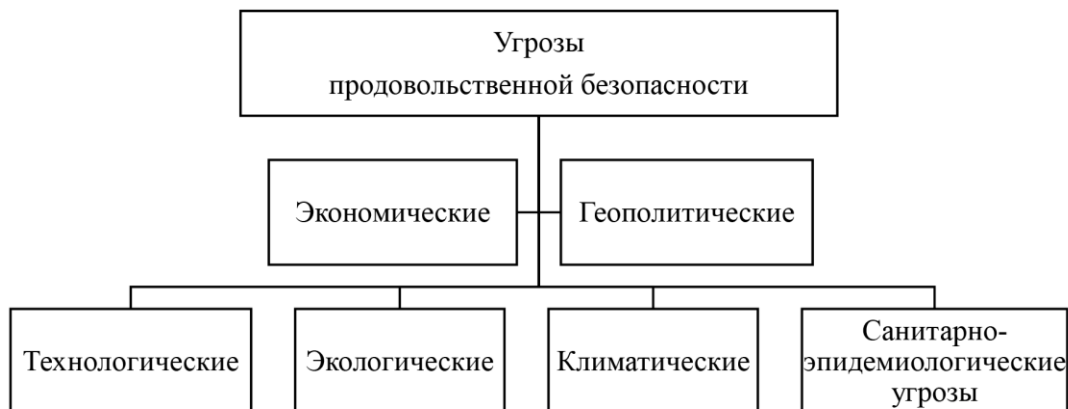 Угрозы
продовольственной безопасности
Экономические
Геополитические
Технологические
Экологические
Климатические
Санитарно-
эпидемиологические
угрозы